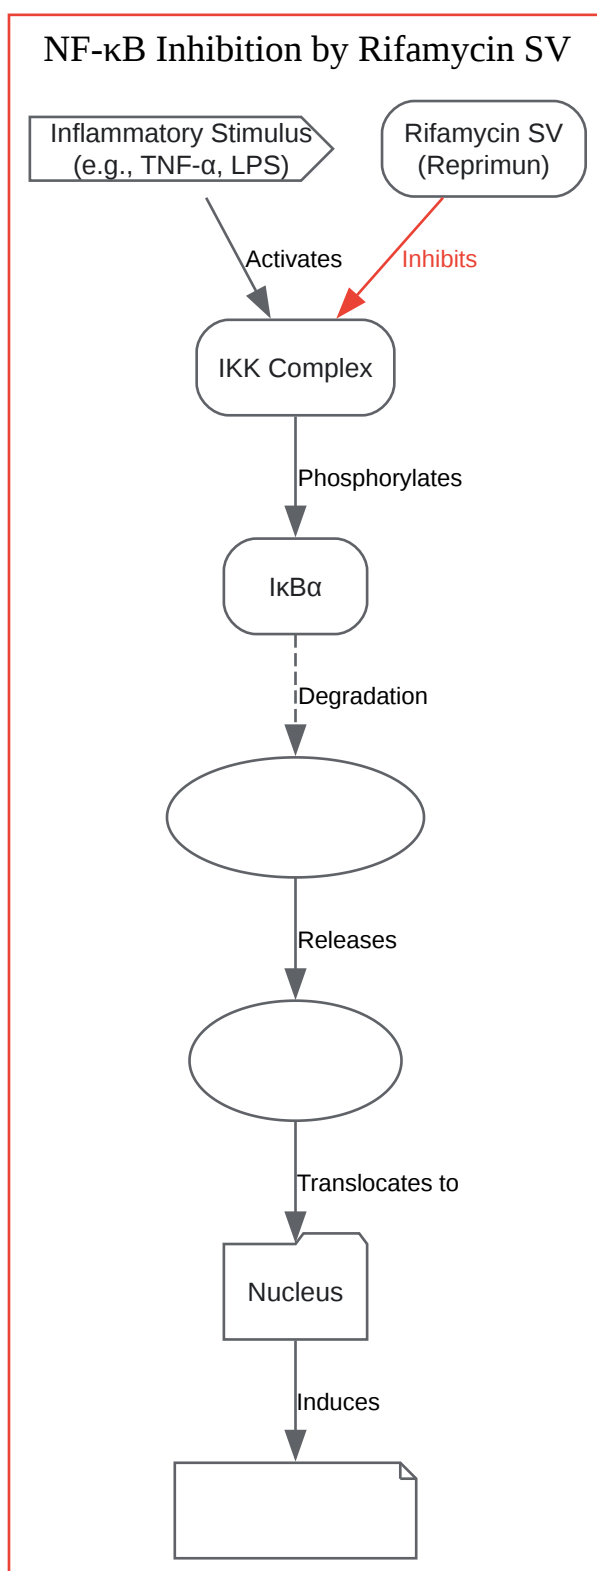 NF-κB Inhibition by Rifamycin SV
Inflammatory Stimulus
(e.g., TNF-α, LPS)
Rifamycin SV
(Reprimun)
Activates
Inhibits
IKK Complex
Phosphorylates
IκBα
Degradation
Releases
Translocates to
Nucleus
Induces